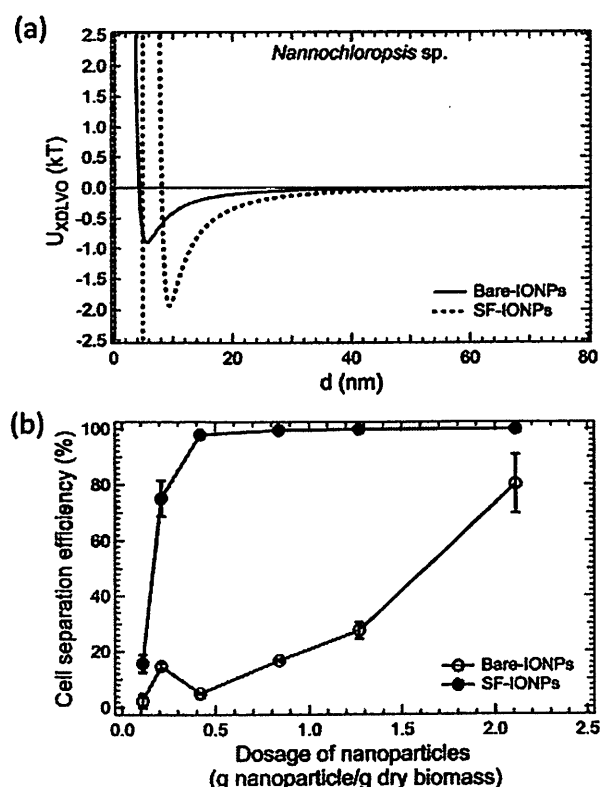 (a)
Nannochloropsis sp.
2.5
2.0
1.5
1.0
0.5
0.0
-0.5
-1.0
-1.5
-2.0
-2.5
U_XDLVO (kT)
Bare-IONPs
SF-IONPs
0 20 40 60 80
d (nm)
(b)
100
80
60
40
20
0
Cell separation efficiency (%)
Bare-IONPs
SF-IONPs
0.0 0.5 1.0 1.5 2.0 2.5
Dosage of nanoparticles
(g nanoparticle/g dry biomass)